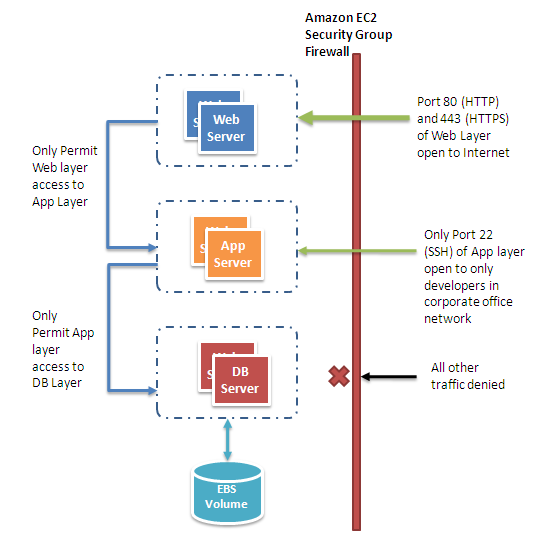 Amazon EC2
Security Group
Firewall
Web
Server
Port 80 (HTTP)
and 443 (HTTPS)
of Web Layer
open to Internet
Only Permit
Web layer
access to
App Layer
App
Server
Only Port 22
(SSH) of App layer
open to only
developers in
corporate office
network
Only
Permit App
layer
access to
DB Layer
DB
Server
All other
traffic denied
EBS
Volume